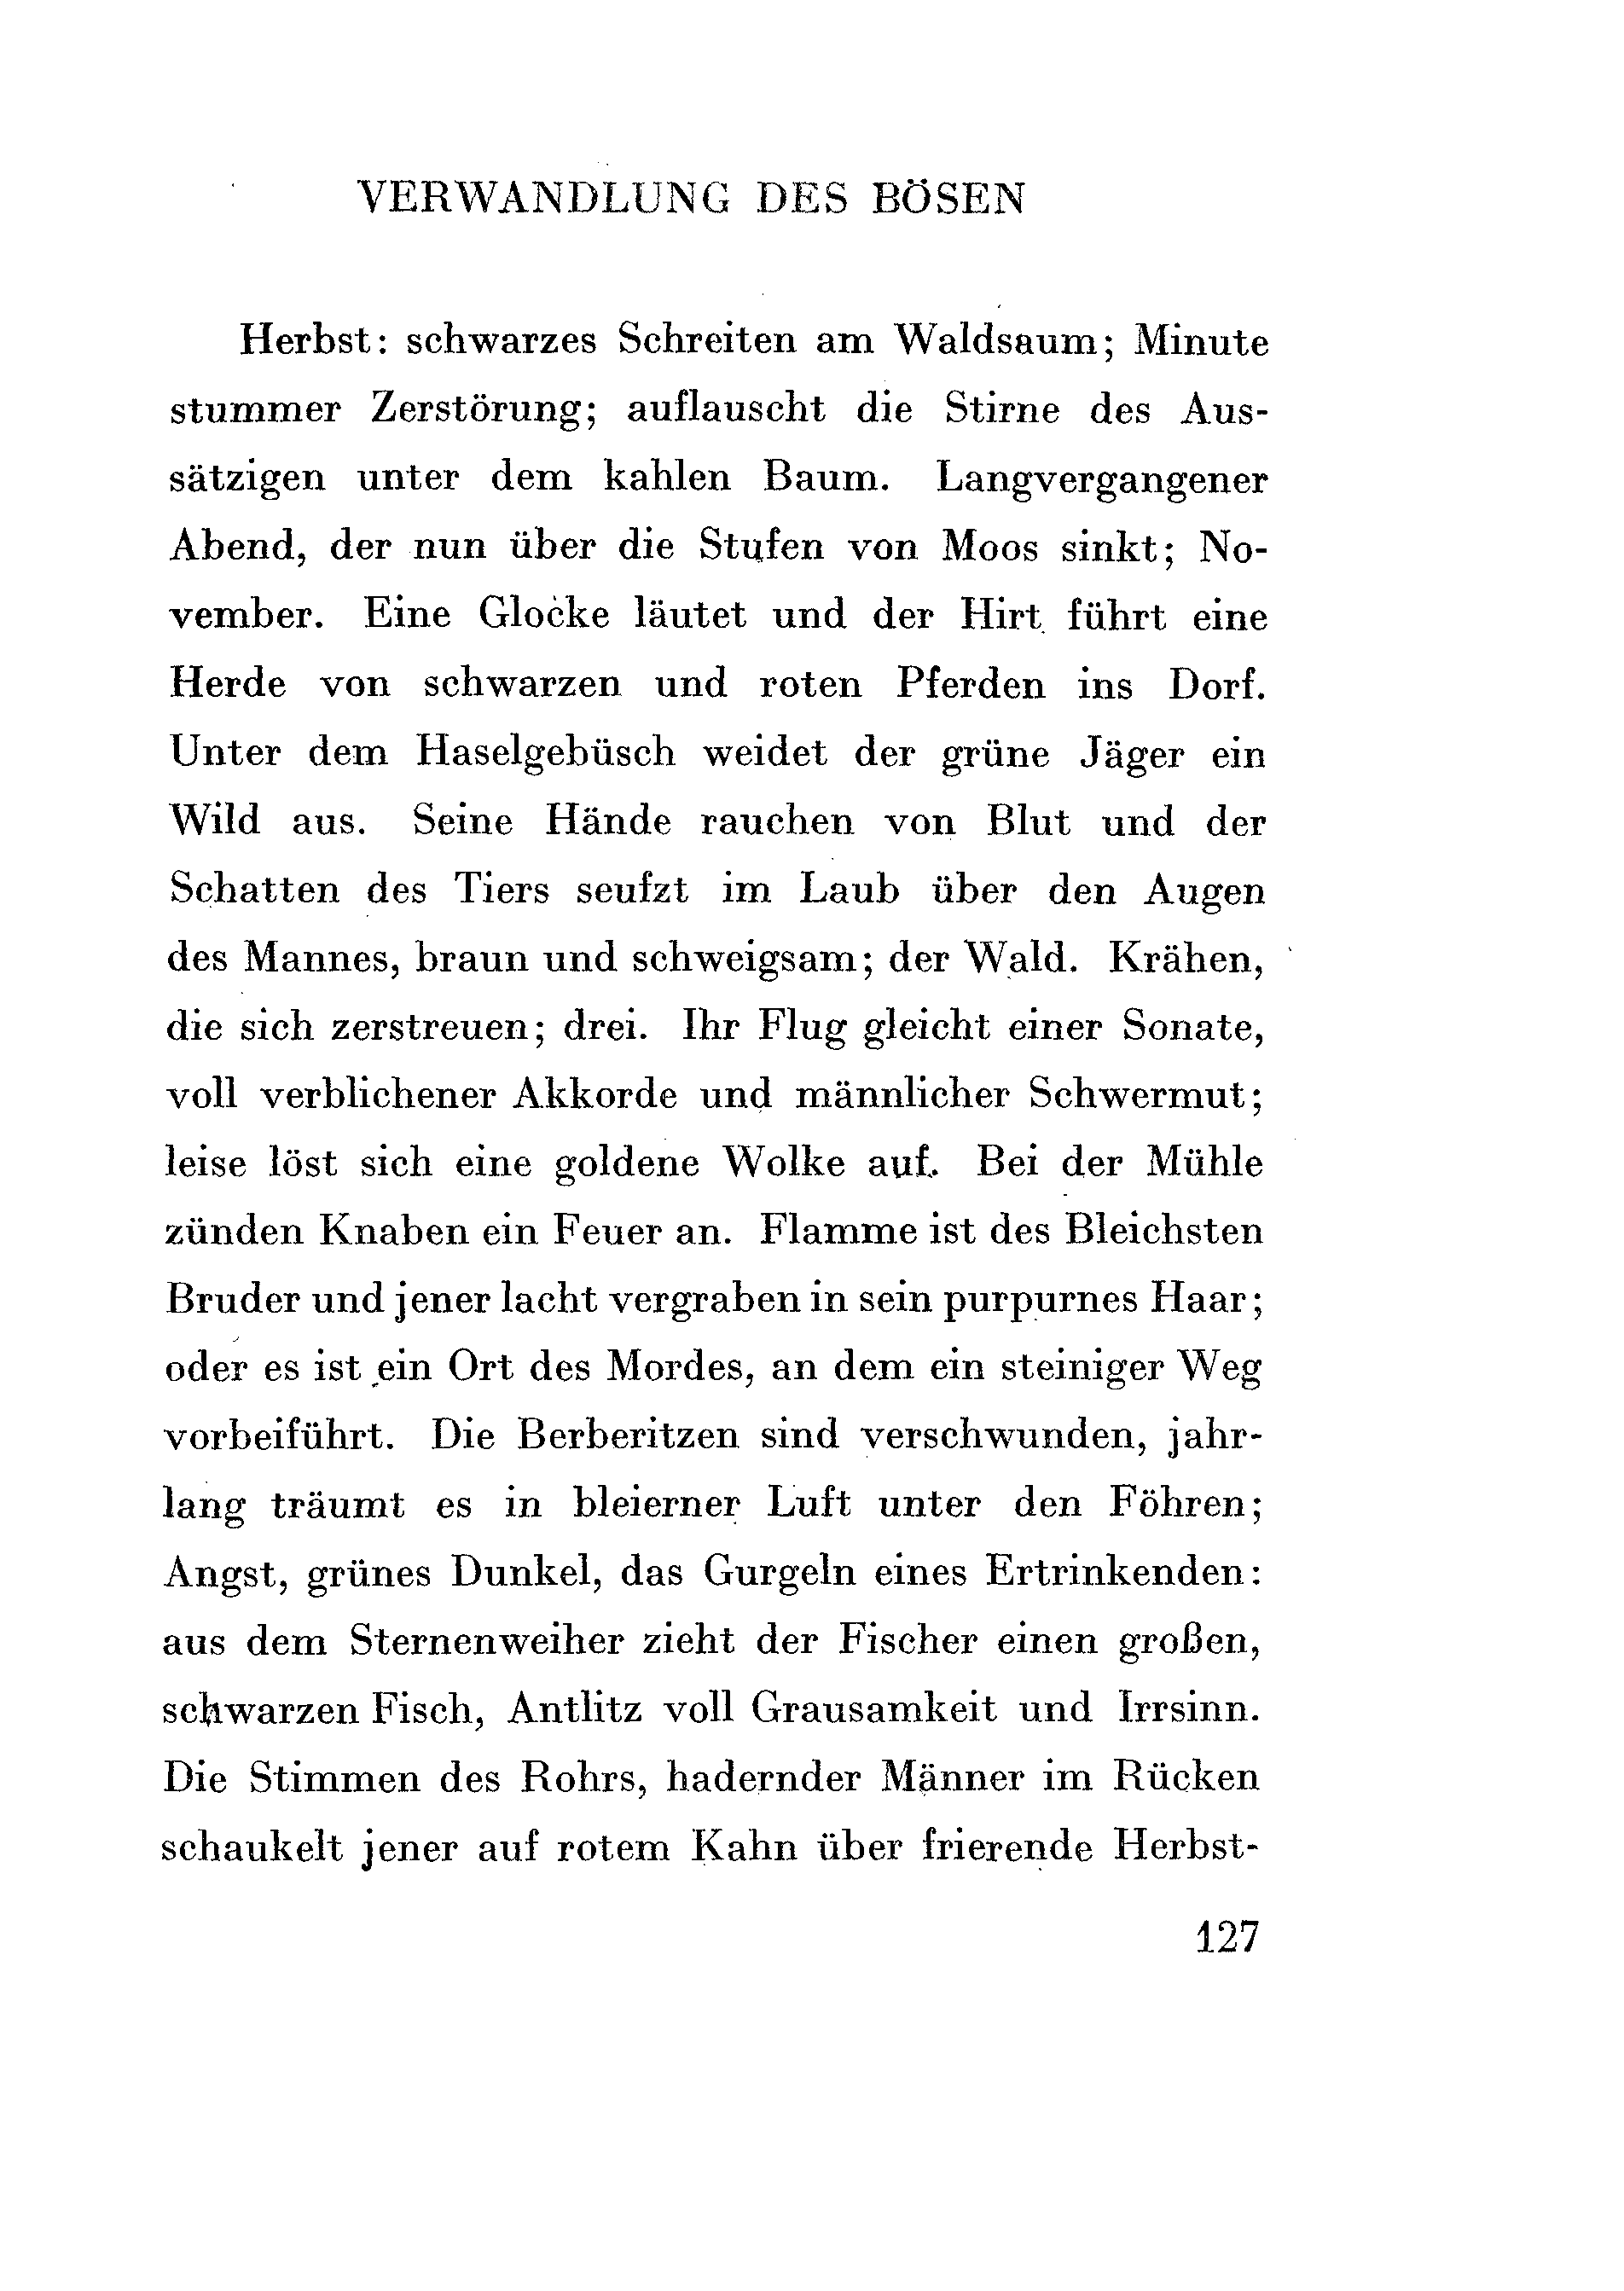 VERWANDLUNG DES BÖSEN
Herbst: schwarzes Schreiten am Waldsaum; Minute
stummer Zerstörung; auflauscht die Stirne des Aus-
sätzigen unter dem kahlen Baum. Langvergangener
Abend, der nun über die Stufen von Moos sinkt; No-
vember. Eine Glocke läutet und der Hirt führt eine
Herde von schwarzen und roten Pferden ins Dorf.
Unter dem Haselgebüsch weidet der grüne Jäger ein
Wild aus. Seine Hände rauchen von Blut und der
Schatten des Tiers seufzt im Laub über den Augen
des Mannes, braun und schweigsam; der Wald. Krähen,
die sich zerstreuen; drei. Ihr Flug gleicht einer Sonate,
voll verblichener Akkorde und männlicher Schwermut;
leise löst sich eine goldene Wolke auf. Bei der Mühle
zünden Knaben ein Feuer an. Flamme ist des Bleichsten
Bruder und jener lacht vergraben in sein purpurnes Haar;
oder es ist ein Ort des Mordes, an dem ein steiniger Weg
vorbeiführt. Die Berberitzen sind verschwunden, jahr-
lang träumt es in bleierner Luft unter den Föhren;
Angst, grünes Dunkel, das Gurgeln eines Ertrinkenden:
aus dem Sternenweiher zieht der Fischer einen großen,
schwarzen Fisch, Antlitz voll Grausamkeit und Irrsinn.
Die Stimmen des Rohrs, hadernder Männer im Rücken
schaukelt jener auf rotem Kahn über frierende Herbst-
127